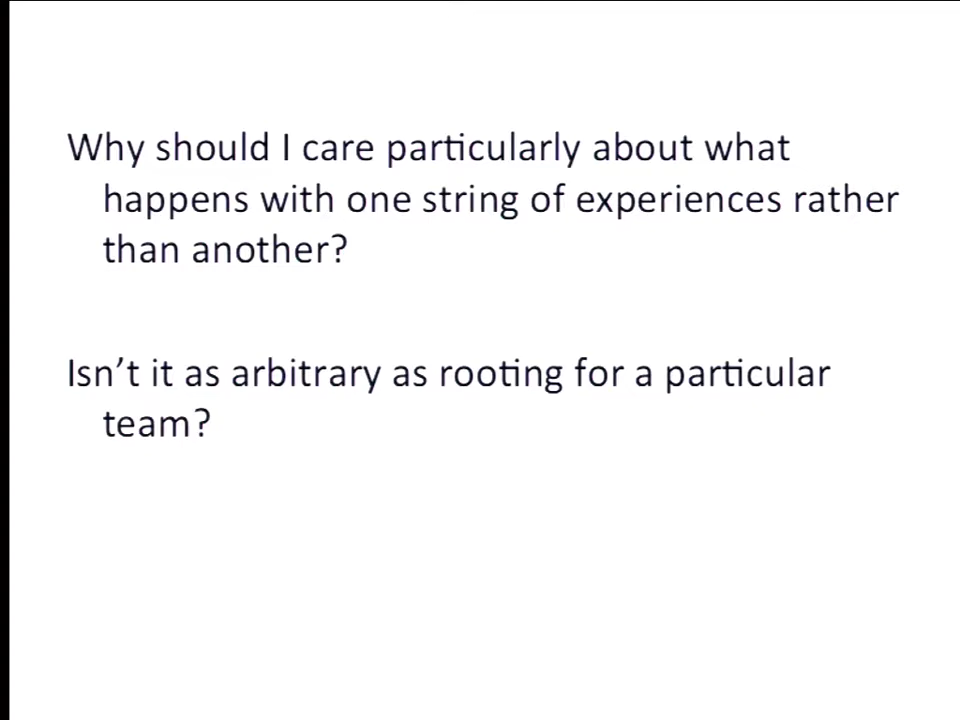 Why should I care particularly about what
happens with one string of experiences rather
than another?
Isn’t it as arbitrary as rooting for a particular
team?